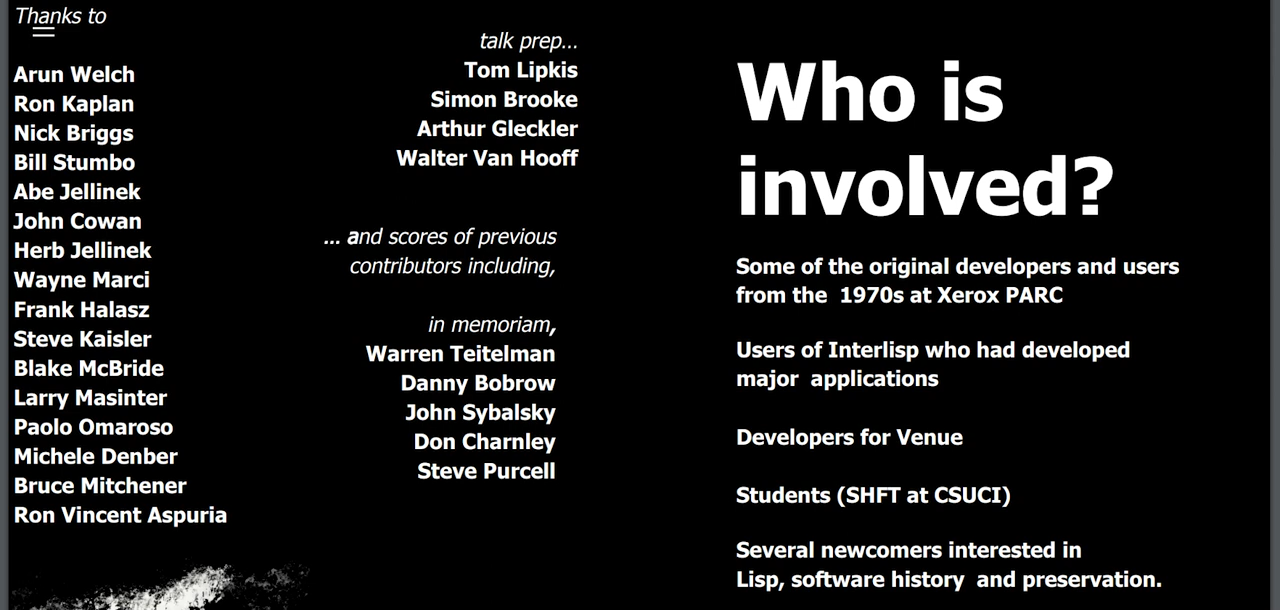 Thanks to
Arun Welch
Ron Kaplan
Nick Briggs
Bill Stumbo
Abe Jellinek
John Cowan
Herb Jellinek
Wayne Marci
Frank Halasz
Steve Kaisler
Blake McBride
Larry Masinter
Paolo Omaroso
Michele Denber
Bruce Mitchener
Ron Vincent Aspuria
talk prep...
Tom Lipkis
Simon Brooke
Arthur Gleckler
Walter Van Hooff
... and scores of previous
contributors including,
in memoriam,
Warren Teitelman
Danny Bobrow
John Sybalsky
Don Charnley
Steve Purcell
Who is
involved?
Some of the original developers and users
from the 1970s at Xerox PARC
Users of Interlisp who had developed
major applications
Developers for Venue
Students (SHFT at CSUCI)
Several newcomers interested in
Lisp, software history and preservation.